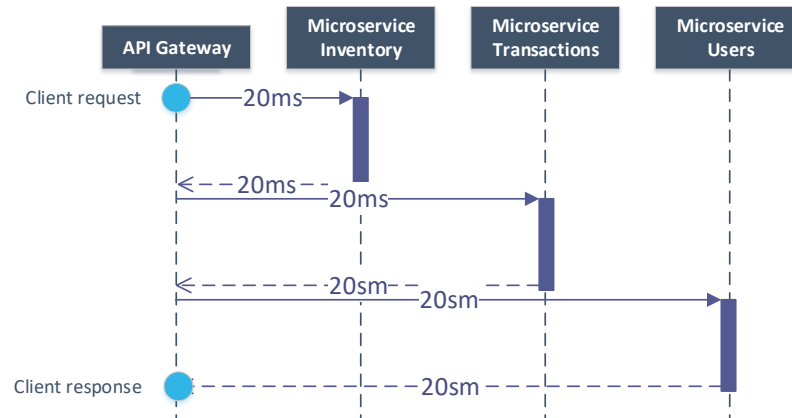 API Gateway
Microservice
Inventory
Microservice
Transactions
Microservice
Users
Client request
20ms
20ms
20ms
20sm
20sm
Client response
20sm